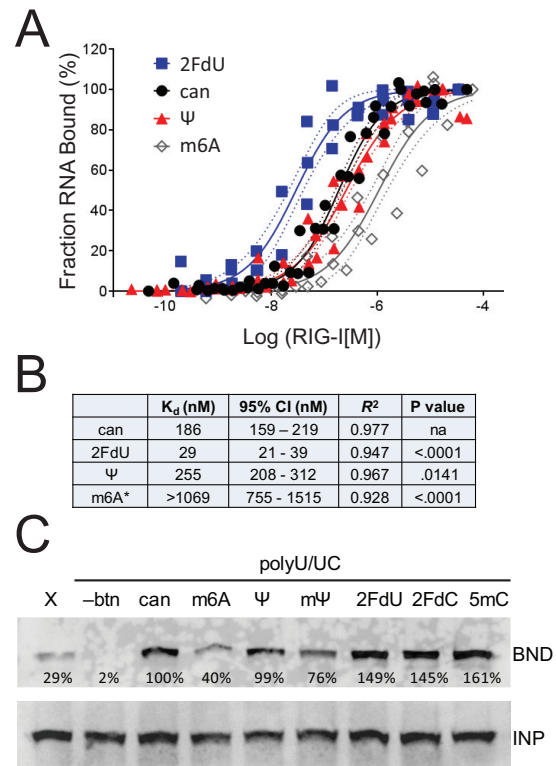 A
Fraction RNA Bound (%)
120
100
80
60
40
20
0
2FdU
can
Ψ
m6A
-10 -8 -6 -4
Log (RIG-I[M])
B
Kd (nM) 95% CI (nM) R² P value
can 186 159 – 219 0.977 na
2FdU 29 21 - 39 0.947 <.0001
Ψ 255 208 - 312 0.967 .0141
m6A* >1069 755 - 1515 0.928 <.0001
C
polyU/UC
X –btn can m6A Ψ mΨ 2FdU 2FdC 5mC
BND
29% 2% 100% 40% 99% 76% 149% 145% 161%
INP